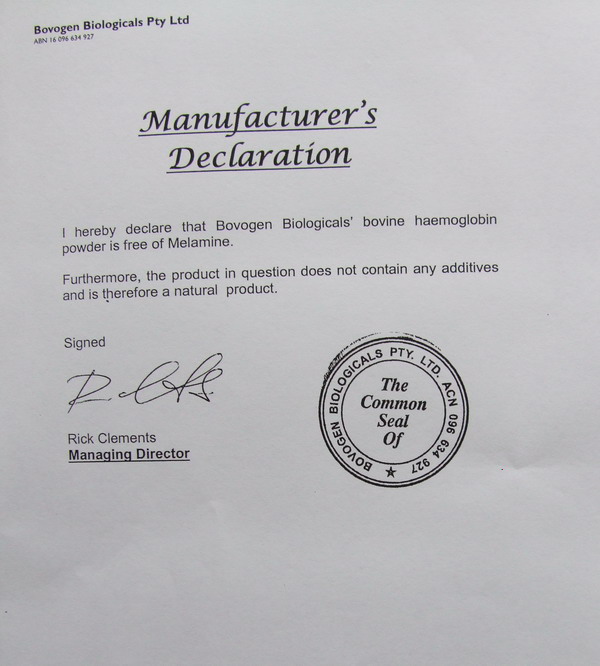 Bovogen Biologicals Pty Ltd
ABN 16 096 634 927
Manufacturer's
Declaration
I hereby declare that Bovogen Biologicals' bovine haemoglobin
powder is free of Melamine.
Furthermore, the product in question does not contain any additives
and is therefore a natural product.
Signed
Rick Clements
Managing Director
BOVOGEN BIOLOGICALS PTY. LTD. ACN 096 634 927
The
Common
Seal
Of